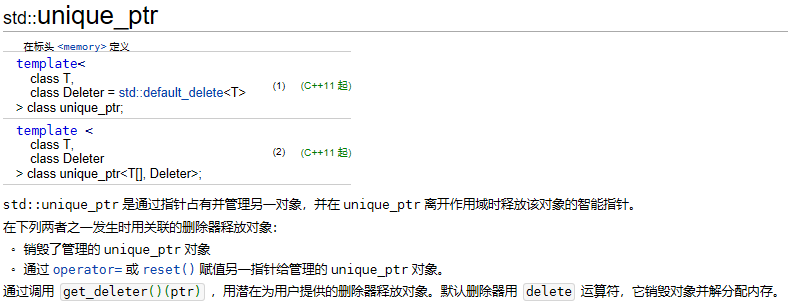 std::unique_ptr
在标头 <memory> 定义
template<
class T,
class Deleter = std::default_delete<T>
> class unique_ptr;
(1) (C++11 起)
template <
class T,
class Deleter
> class unique_ptr<T[], Deleter>;
(2) (C++11 起)
std::unique_ptr 是通过指针占有并管理另一对象，并在 unique_ptr 离开作用域时释放该对象的智能指针。
在下列两者之一发生时用关联的删除器释放对象：
◦ 销毁了管理的 unique_ptr 对象
◦ 通过 operator= 或 reset() 赋值另一指针给管理的 unique_ptr 对象。
通过调用 get_deleter()(ptr) ，用潜在为用户提供的删除器释放对象。默认删除器用 delete 运算符，它销毁对象并解分配内存。